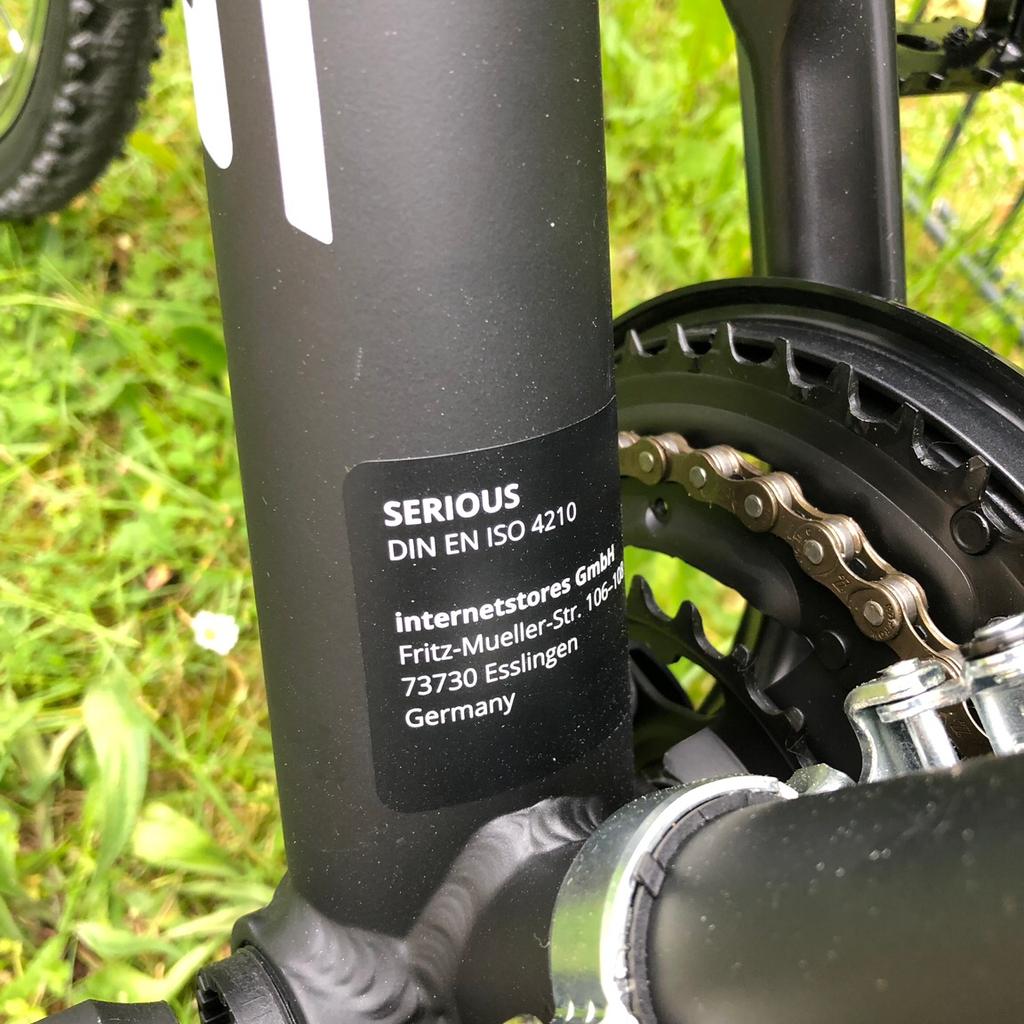 SERIOUS
DIN EN ISO 4210
internetstores GmbH
Fritz-Mueller-Str. 106-108
73730 Esslingen
Germany